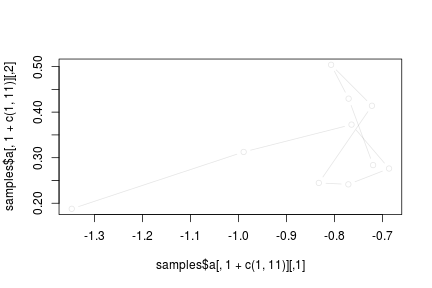 samples$a[, 1 + c(1, 11)][,2]
0.50
0.40
0.30
0.20
-1.3 -1.2 -1.1 -1.0 -0.9 -0.8 -0.7
samples$a[, 1 + c(1, 11)][,1]